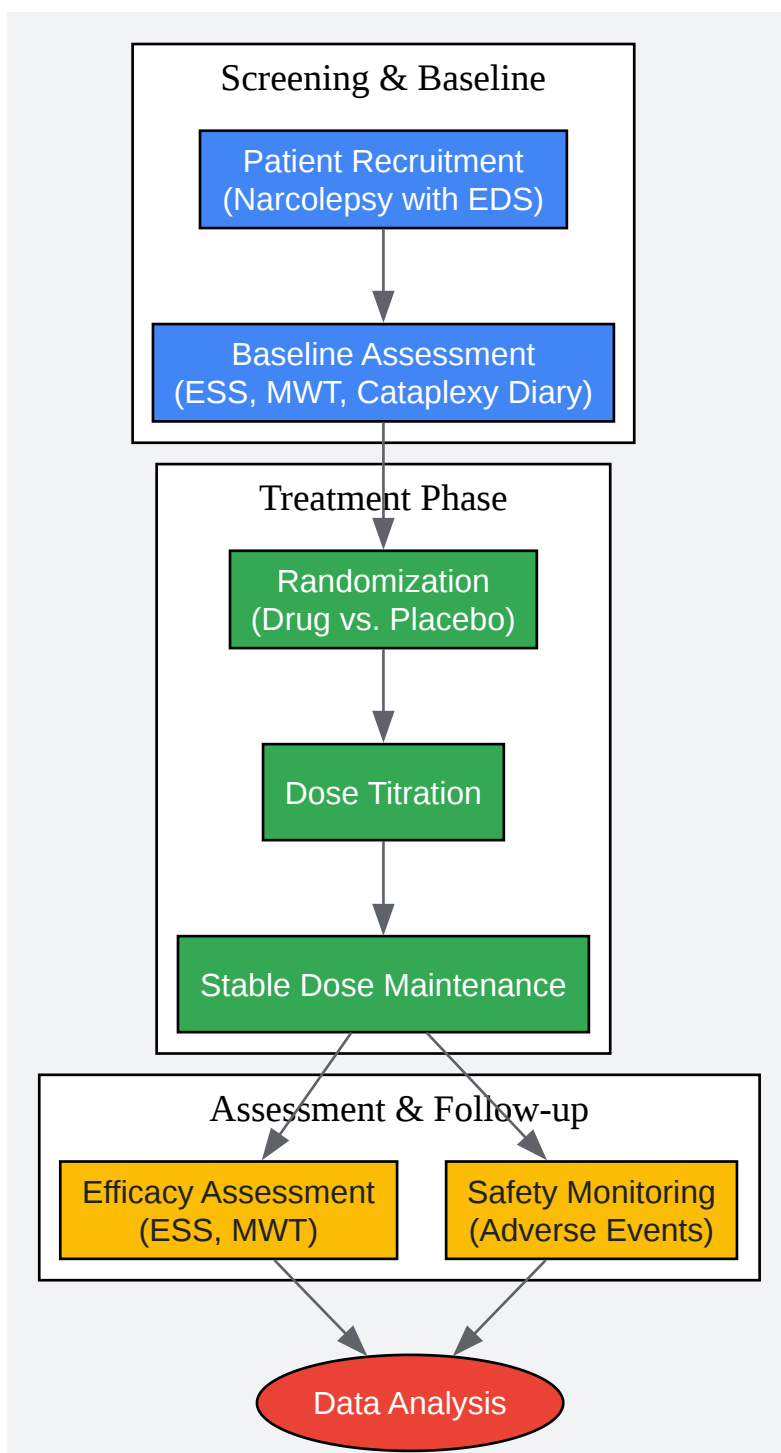 Screening & Baseline
Patient Recruitment
(Narcolepsy with EDS)
Baseline Assessment
(ESS, MWT, Cataplexy Diary)
Treatment Phase
Randomization
(Drug vs. Placebo)
Dose Titration
Stable Dose Maintenance
Assessment & Follow-up
Efficacy Assessment
(ESS, MWT)
Safety Monitoring
(Adverse Events)
Data Analysis